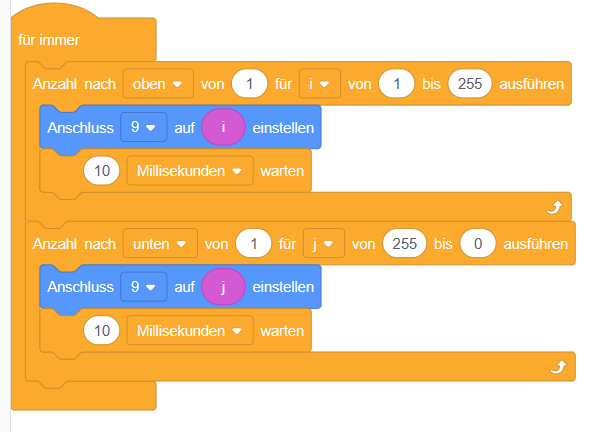 für immer
Anzahl nach oben von 1 für i von 1 bis 255 ausführen
Anschluss 9 auf i einstellen
10 Millisekunden warten
Anzahl nach unten von 1 für j von 255 bis 0 ausführen
Anschluss 9 auf j einstellen
10 Millisekunden warten